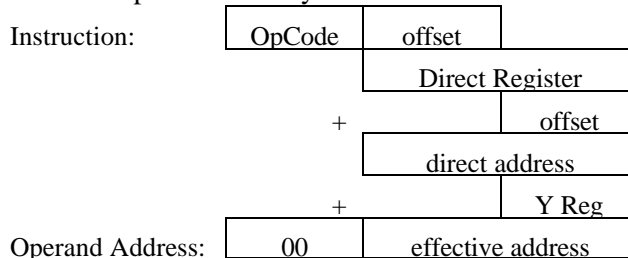 Instruction: OpCode offset
Direct Register
+ offset
direct address
+ Y Reg
Operand Address: 00 effective address